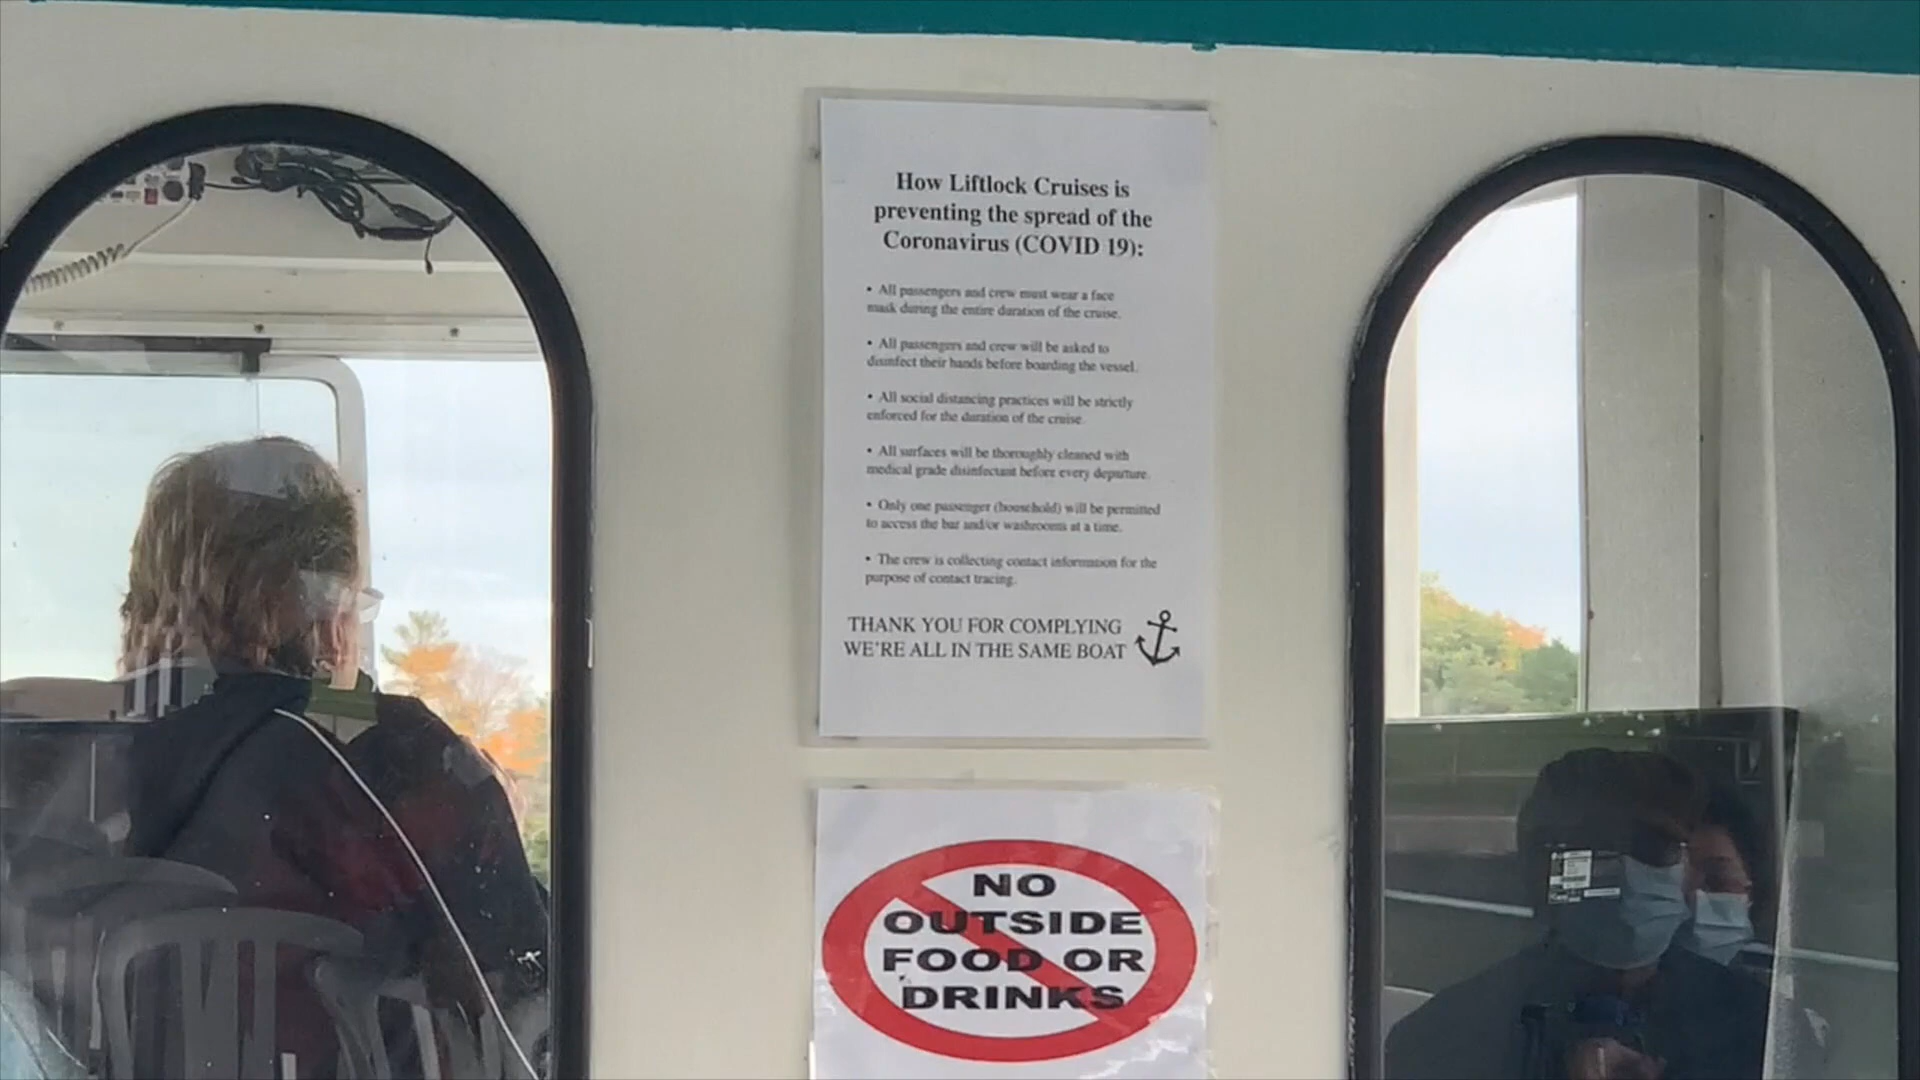 How Liftlock Cruises is
preventing the spread of the
Coronavirus (COVID 19):
• All passengers and crew must wear a face
mask during the entire duration of the cruise.
• All passengers and crew will be asked to
disinfect their hands before boarding the vessel.
• All social distancing practices will be strictly
enforced for the duration of the cruise.
• All surfaces will be thoroughly cleaned with
medical grade disinfectant before every departure.
• Only one passenger (household) will be permitted
to access the bar and/or washrooms at a time.
• The crew is collecting contact information for the
purpose of contact tracing.
THANK YOU FOR COMPLYING
WE'RE ALL IN THE SAME BOAT
NO
OUTSIDE
FOOD OR
DRINKS